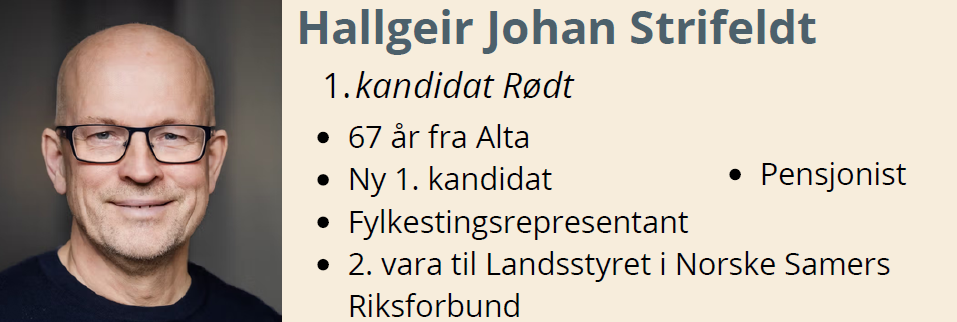 Hallgeir Johan Strifeldt
1. kandidat Rødt
• 67 år fra Alta
• Ny 1. kandidat
• Pensjonist
• Fylkestingsrepresentant
• 2. vara til Landsstyret i Norske Samers
Riksforbund